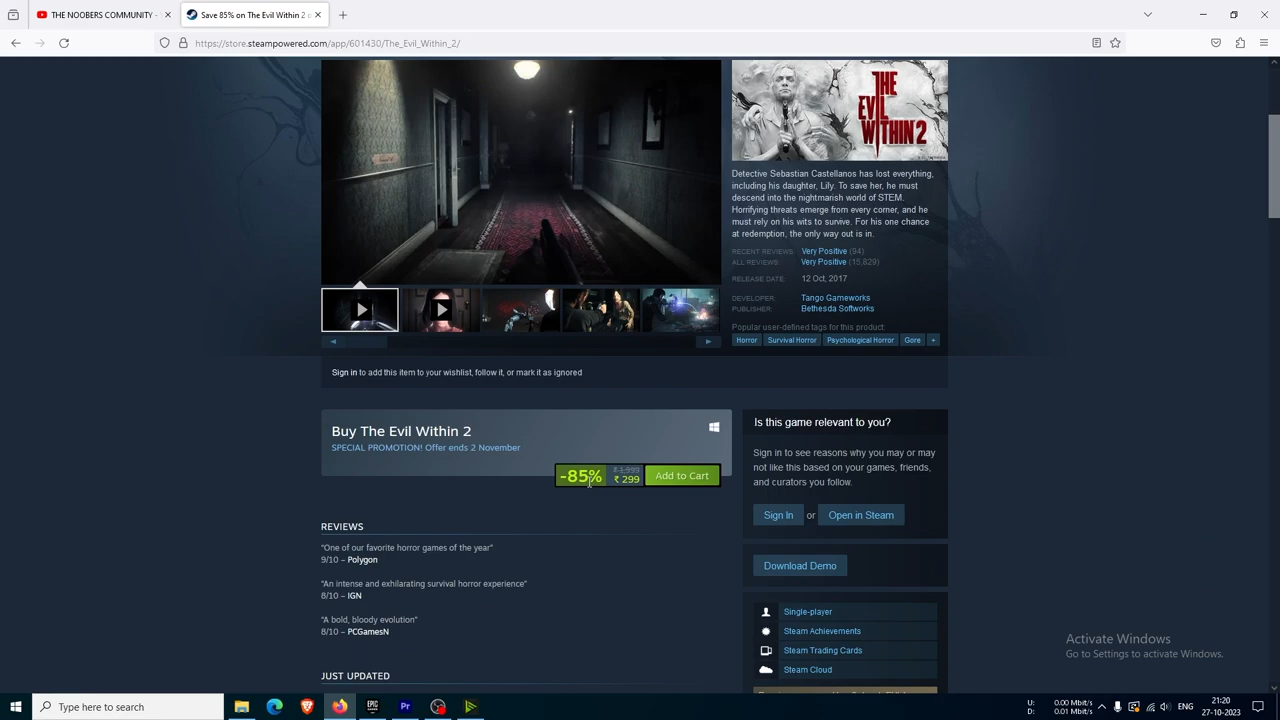 THE NOOBERS COMMUNITY -
Save 85% on The Evil Within 2 o
https://store.steampowered.com/app/601430/The_Evil_Within_2/
THE
EVIL
WITHIN 2
Detective Sebastian Castellanos has lost everything,
including his daughter, Lily. To save her, he must
descend into the nightmarish world of STEM.
Horrifying threats emerge from every corner, and he
must rely on his wits to survive. For his one chance
at redemption, the only way out is in.
RECENT REVIEWS: Very Positive (94)
ALL REVIEWS: Very Positive (15,829)
RELEASE DATE: 12 Oct, 2017
DEVELOPER: Tango Gameworks
PUBLISHER: Bethesda Softworks
Popular user-defined tags for this product:
Horror Survival Horror Psychological Horror Gore +
Sign in to add this item to your wishlist, follow it, or mark it as ignored
Buy The Evil Within 2
SPECIAL PROMOTION! Offer ends 2 November
-85% ₹ 1,999 ₹ 299 Add to Cart
Is this game relevant to you?
Sign in to see reasons why you may or
may not like this based on your games, friends,
and curators you follow.
Sign In or Open in Steam
Download Demo
Single-player
Steam Achievements
Steam Trading Cards
Steam Cloud
REVIEWS
"One of our favorite horror games of the year"
9/10 – Polygon
"An intense and exhilarating survival horror experience"
8/10 – IGN
"A bold, bloody evolution"
8/10 – PCGamesN
JUST UPDATED
Activate Windows
Go to Settings to activate Windows.
Type here to search
EPIC
Pr
U: 0.00 Mbit/s
D: 0.01 Mbit/s
ENG
21:20
27-10-2023